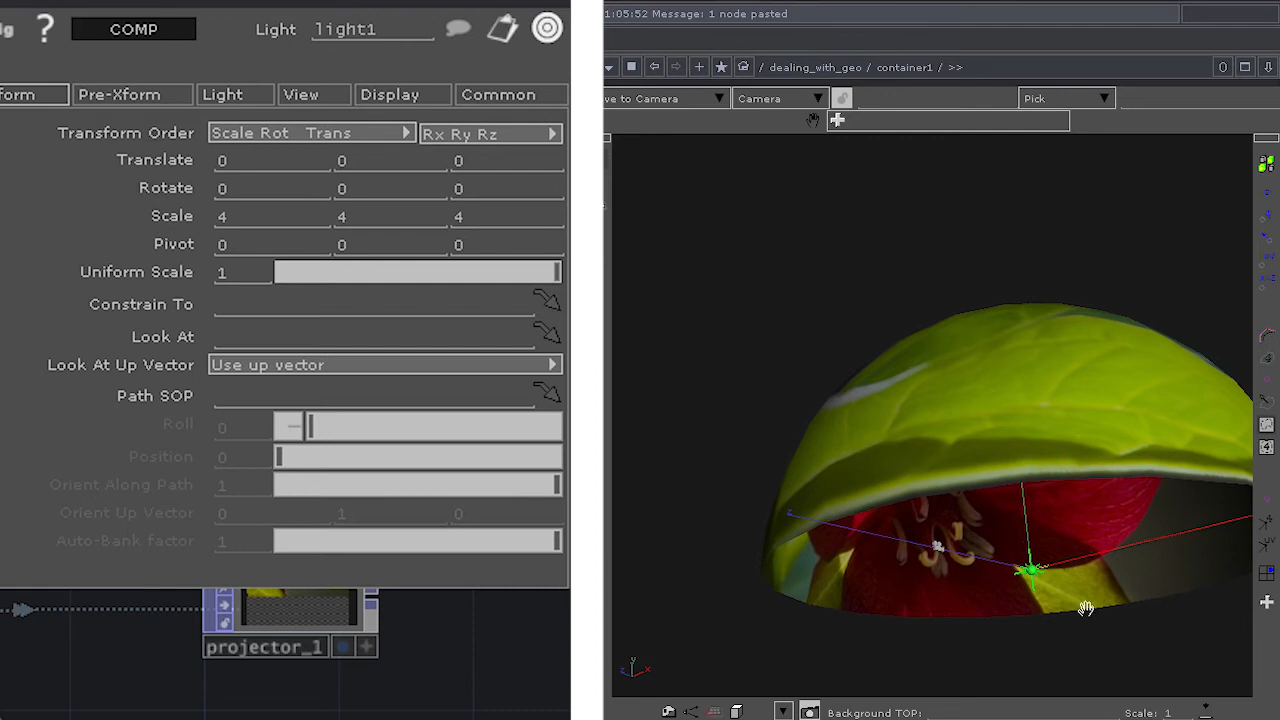 ? COMP Light light1
Pre-Xform Light View Display Common
Transform Order Scale Rot Trans Rx Ry Rz
Translate 0 0 0
Rotate 0 0 0
Scale 4 4 4
Pivot 0 0 0
Uniform Scale 1
Constrain To
Look At
Look At Up Vector Use up vector
Path SOP
Roll 0
Position 0
Orient Along Path 1
Orient Up Vector 0 1 0
Auto-Bank factor 1
projector_1
1:05:52 Message: 1 node pasted
/ dealing_with_geo / container1 / >> 0
ve to Camera Camera Pick
y
z x
Background TOP: Scale: 1